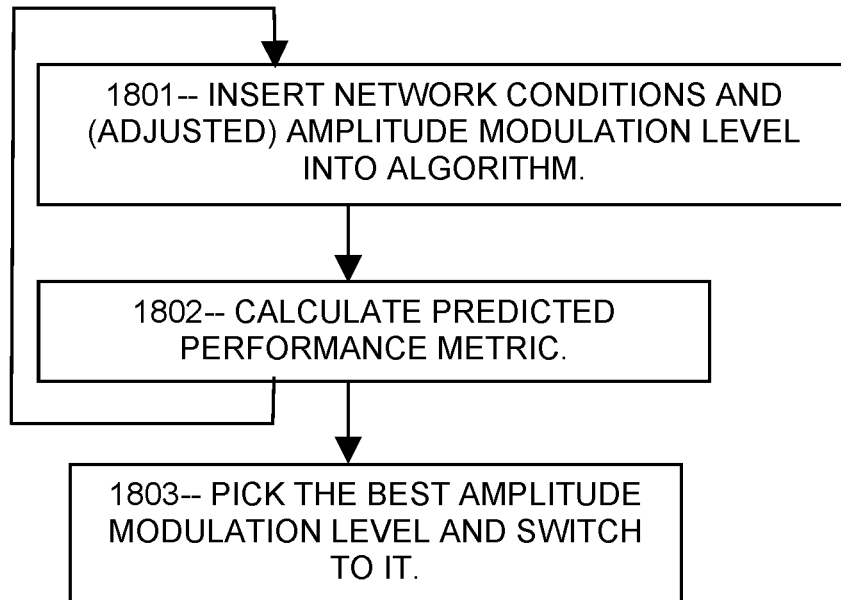 1801-- INSERT NETWORK CONDITIONS AND
(ADJUSTED) AMPLITUDE MODULATION LEVEL
INTO ALGORITHM.
1802-- CALCULATE PREDICTED
PERFORMANCE METRIC.
1803-- PICK THE BEST AMPLITUDE
MODULATION LEVEL AND SWITCH
TO IT.